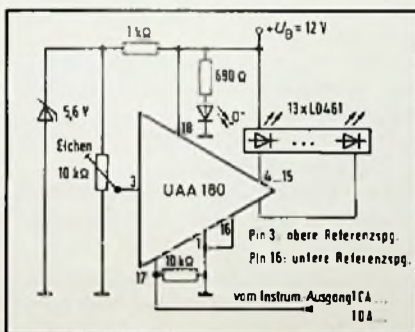 +U_B = 12 V
1 kΩ
690 Ω
"0"
13x LD461
5,6 V
18
Eichen
10 kΩ
3
UAA 180
4...15
16
1
17
10 kΩ
Pin 3: obere Referenzspg.
Pin 16: untere Referenzspg.
vom Instrum. Ausgang 1CA
10A